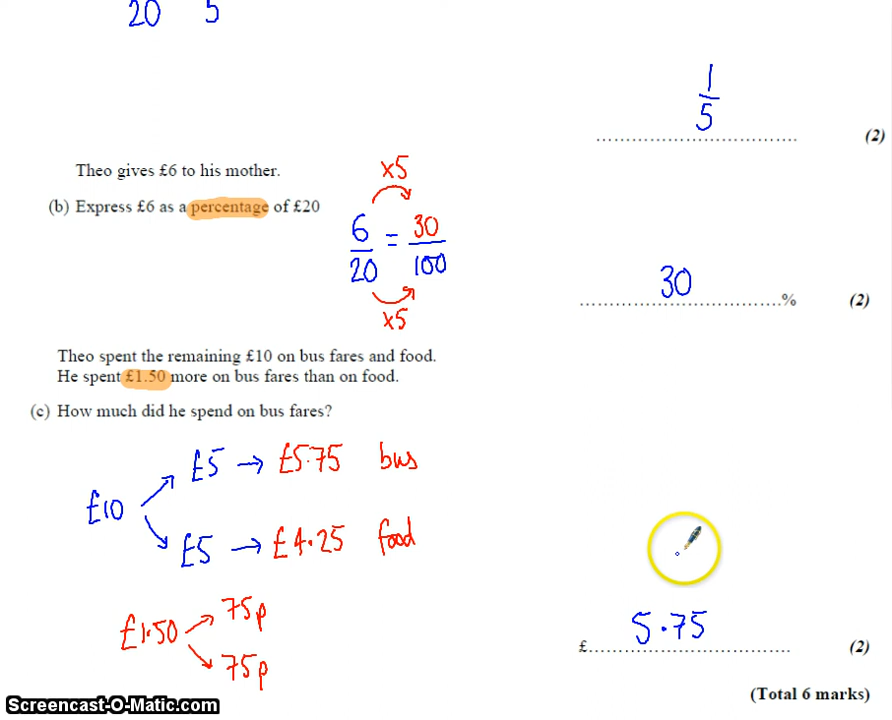 20 5
1
5
(2)
Theo gives £6 to his mother.
x5
(b) Express £6 as a percentage of £20
6 = 30
20 100
x5
30
% (2)
Theo spent the remaining £10 on bus fares and food.
He spent £1.50 more on bus fares than on food.
(c) How much did he spend on bus fares?
£5 → £5.75 bus
£10
£5 → £4.25 food
75p
£1.50
75p
£ 5.75 (2)
(Total 6 marks)
Screencast-O-Matic.com